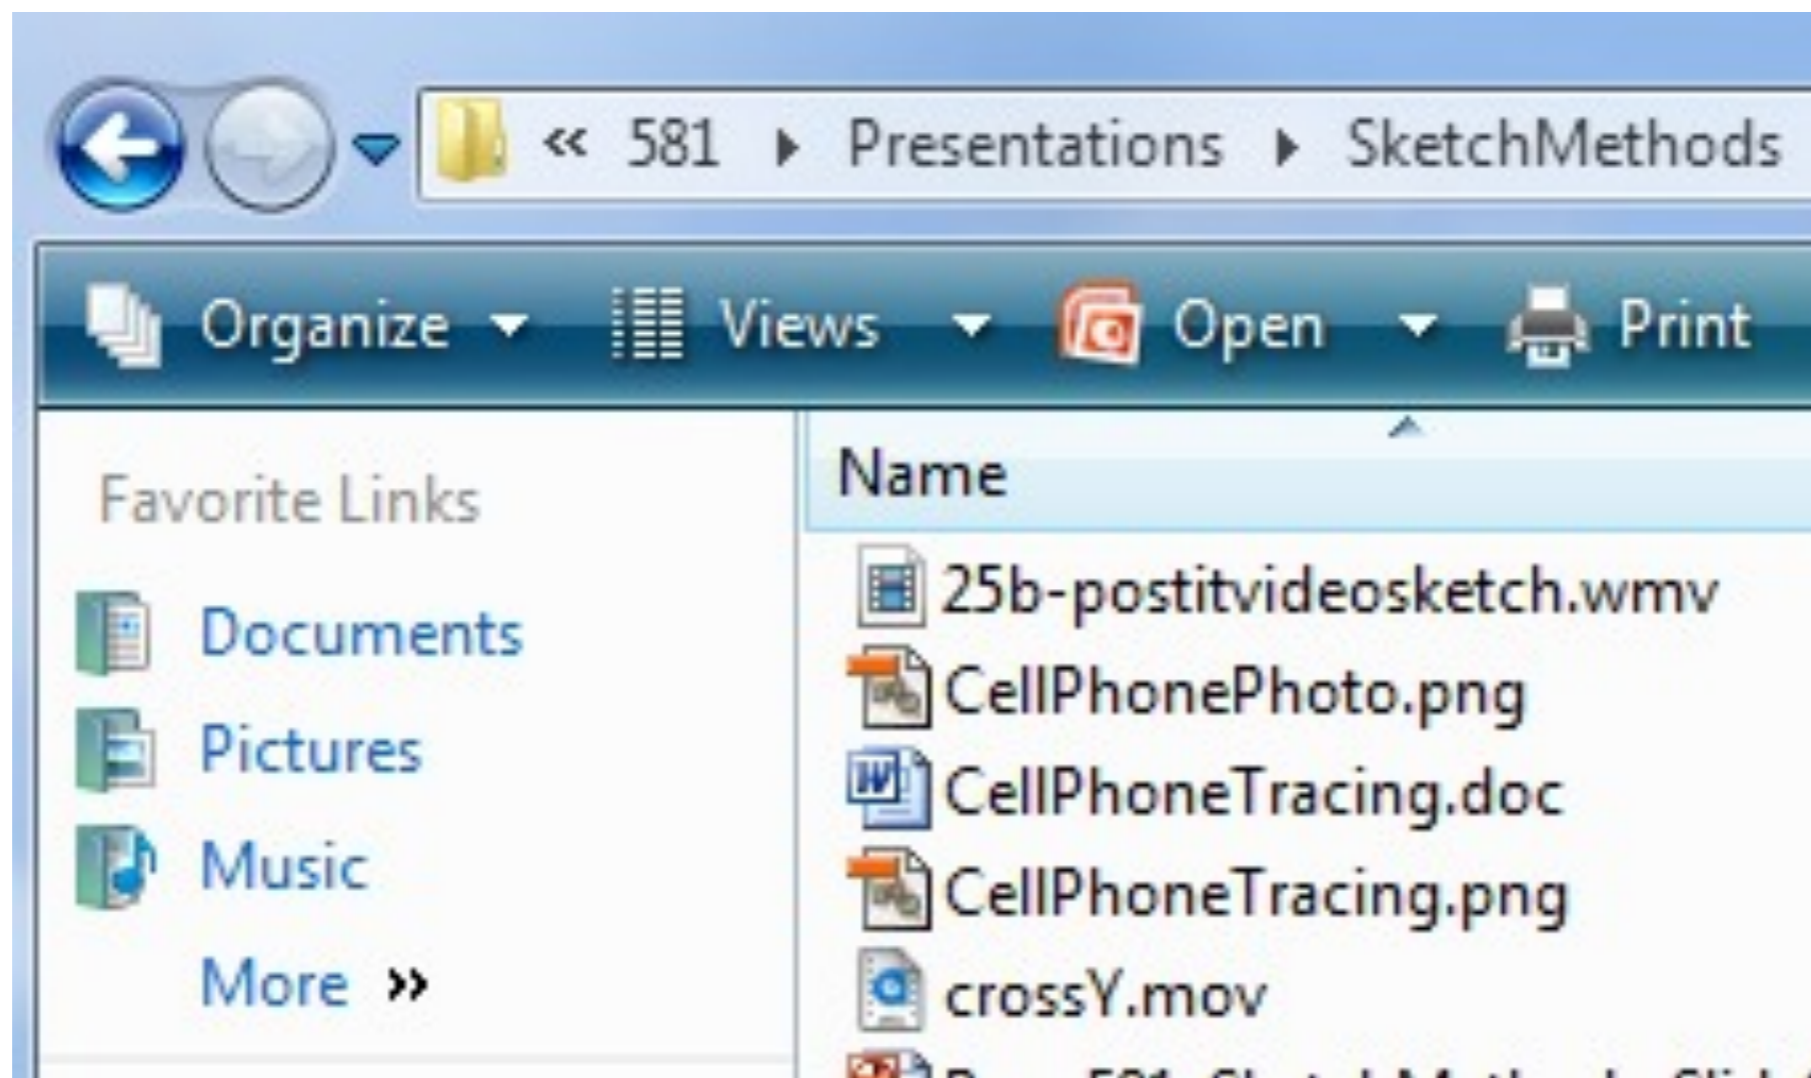 « 581 ▸ Presentations ▸ SketchMethods
Organize Views Open Print
Favorite Links
Documents
Pictures
Music
More »
Name
25b-postitvideosketch.wmv
CellPhonePhoto.png
CellPhoneTracing.doc
CellPhoneTracing.png
crossY.mov